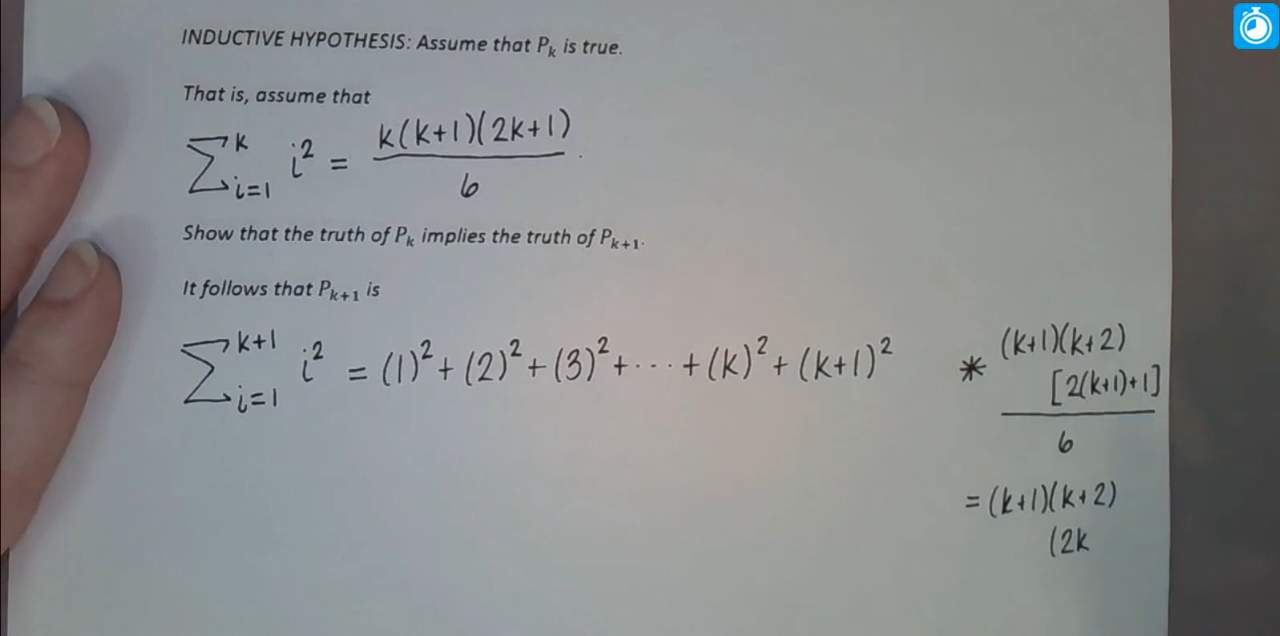 INDUCTIVE HYPOTHESIS: Assume that Pₖ is true.
That is, assume that
∑ᵢ₌₁ᵏ i² = k(k+1)(2k+1) / 6.
Show that the truth of Pₖ implies the truth of Pₖ₊₁.
It follows that Pₖ₊₁ is
∑ᵢ₌₁ᵏ⁺¹ i² = (1)² + (2)² + (3)² + ··· + (k)² + (k+1)²
* (k+1)(k+2)
[2(k+1)+1]
6
= (k+1)(k+2)
(2k